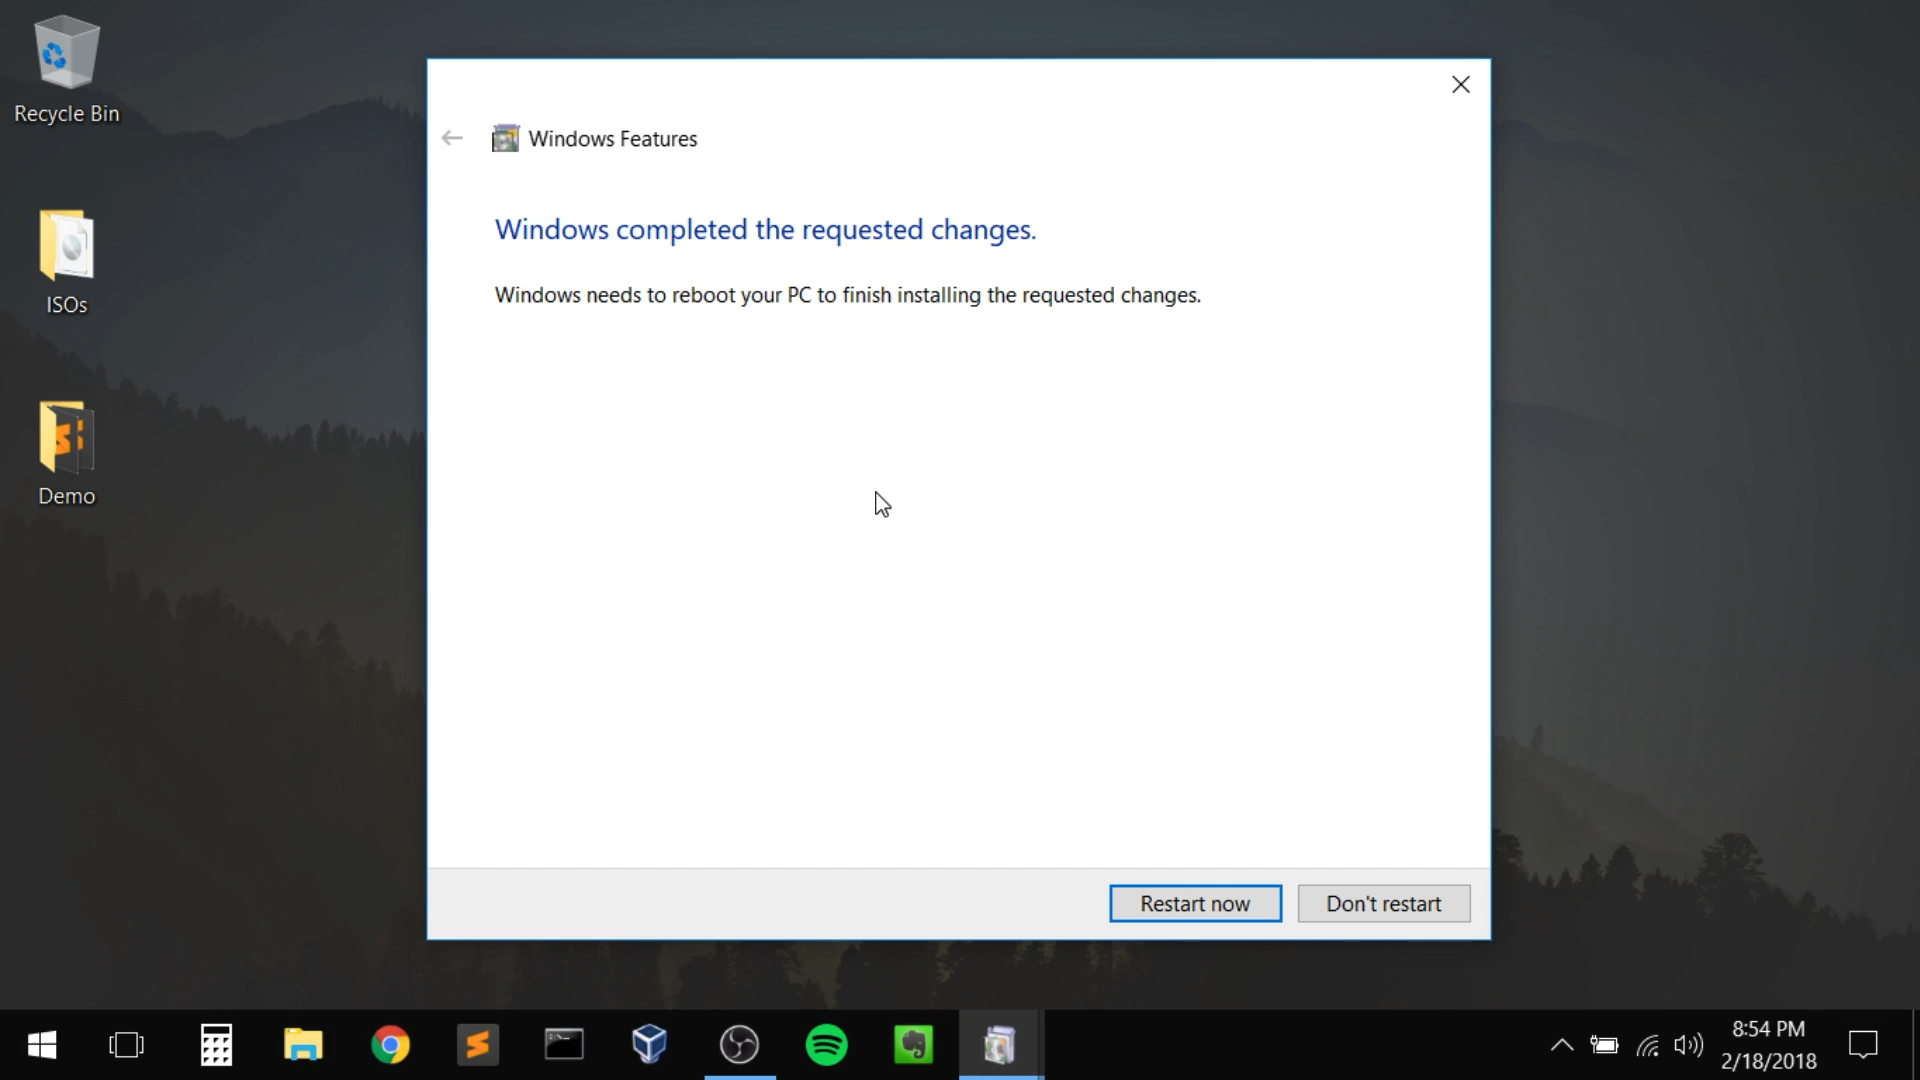 Recycle Bin
ISOs
Demo
Windows Features
Windows completed the requested changes.
Windows needs to reboot your PC to finish installing the requested changes.
Restart now
Don't restart
8:54 PM
2/18/2018